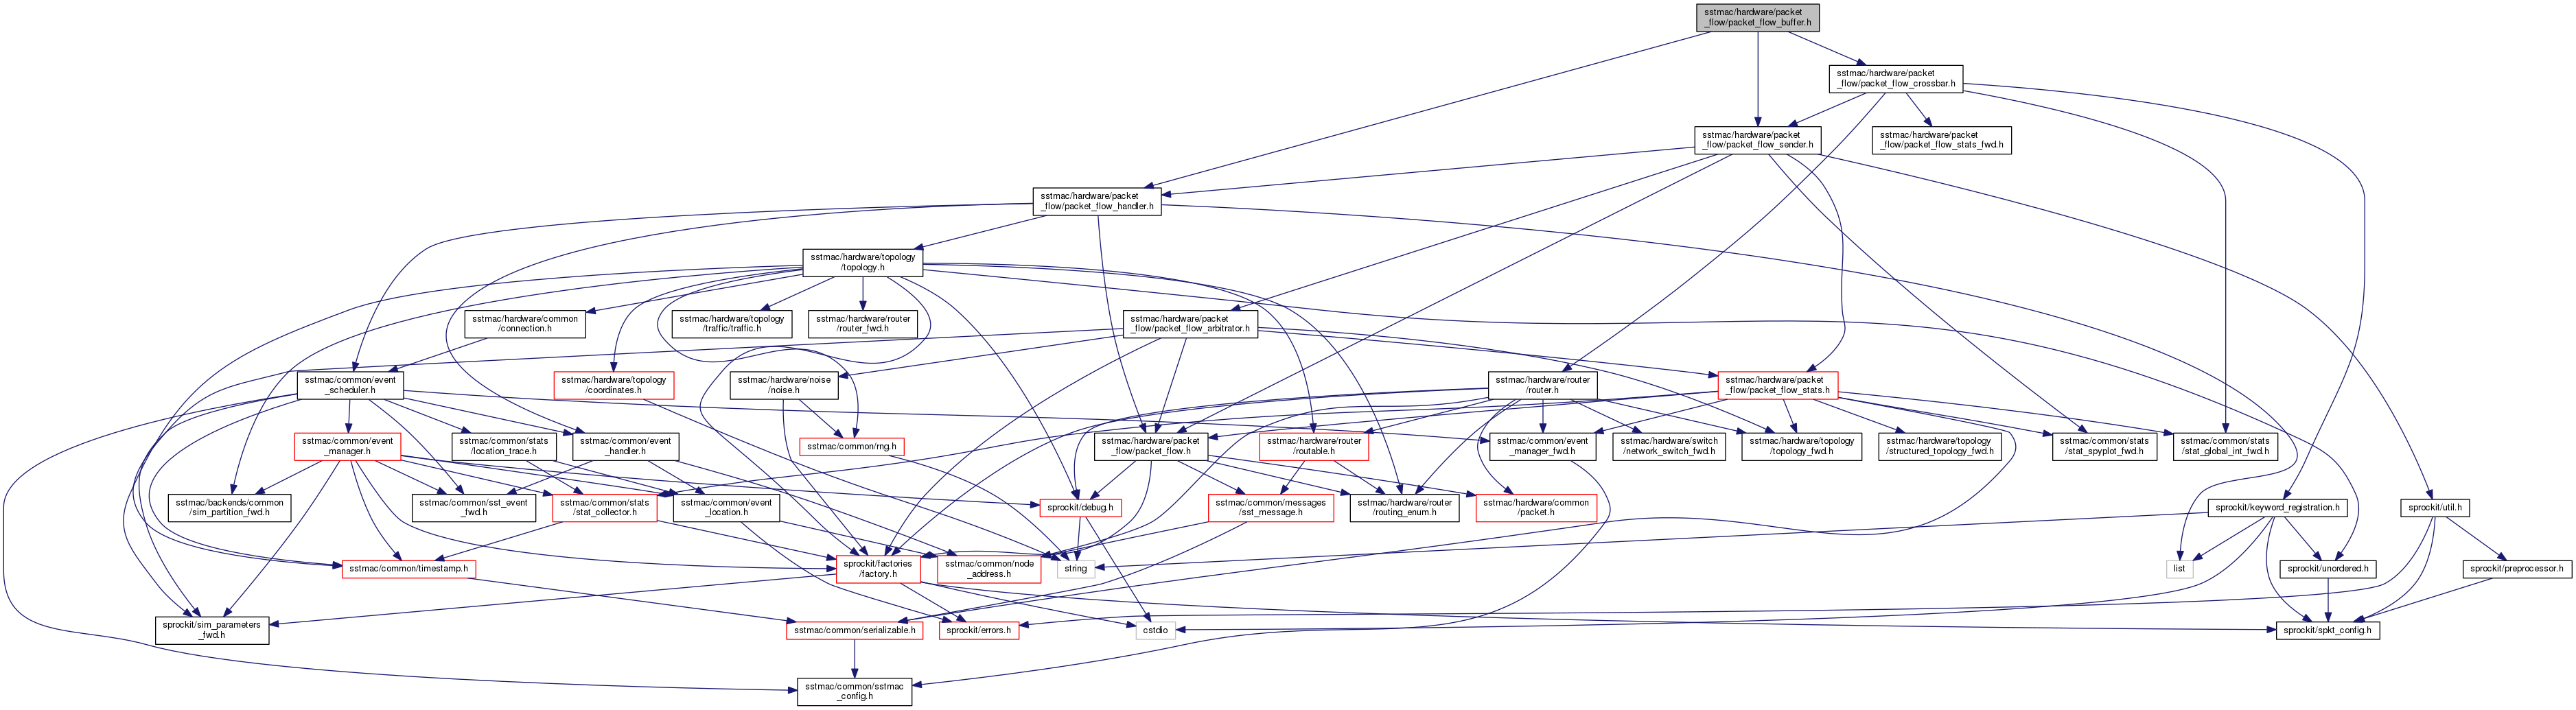 sstmac/hardware/packet
_flow/packet_flow_buffer.h
sstmac/hardware/packet
_flow/packet_flow_crossbar.h
sstmac/hardware/packet
_flow/packet_flow_sender.h
sstmac/hardware/packet
_flow/packet_flow_stats_fwd.h
sstmac/hardware/packet
_flow/packet_flow_handler.h
sstmac/hardware/topology
/topology.h
sstmac/hardware/common
/connection.h
sstmac/hardware/topology
/traffic/traffic.h
sstmac/hardware/router
/router_fwd.h
sstmac/hardware/packet
_flow/packet_flow_arbitrator.h
sstmac/common/event
_scheduler.h
sstmac/hardware/topology
/coordinates.h
sstmac/hardware/noise
/noise.h
sstmac/hardware/router
/router.h
sstmac/hardware/packet
_flow/packet_flow_stats.h
sstmac/common/event
_manager.h
sstmac/common/stats
/location_trace.h
sstmac/common/event
_handler.h
sstmac/common/rng.h
sstmac/hardware/packet
_flow/packet_flow.h
sstmac/hardware/router
/routable.h
sstmac/common/event
_manager_fwd.h
sstmac/hardware/switch
/network_switch_fwd.h
sstmac/hardware/topology
/topology_fwd.h
sstmac/hardware/topology
/structured_topology_fwd.h
sstmac/common/stats
/stat_spyplot_fwd.h
sstmac/common/stats
/stat_global_int_fwd.h
sstmac/backends/common
/sim_partition_fwd.h
sstmac/common/sst_event
_fwd.h
sstmac/common/stats
/stat_collector.h
sstmac/common/event
_location.h
sprockit/debug.h
sstmac/common/messages
/sst_message.h
sstmac/hardware/router
/routing_enum.h
sstmac/hardware/common
/packet.h
sprockit/keyword_registration.h
sprockit/util.h
sstmac/common/timestamp.h
sprockit/factories
/factory.h
sstmac/common/node
_address.h
string
list
sprockit/unordered.h
sprockit/preprocessor.h
sprockit/sim_parameters
_fwd.h
sstmac/common/serializable.h
sprockit/errors.h
cstdio
sprockit/spkt_config.h
sstmac/common/sstmac
_config.h